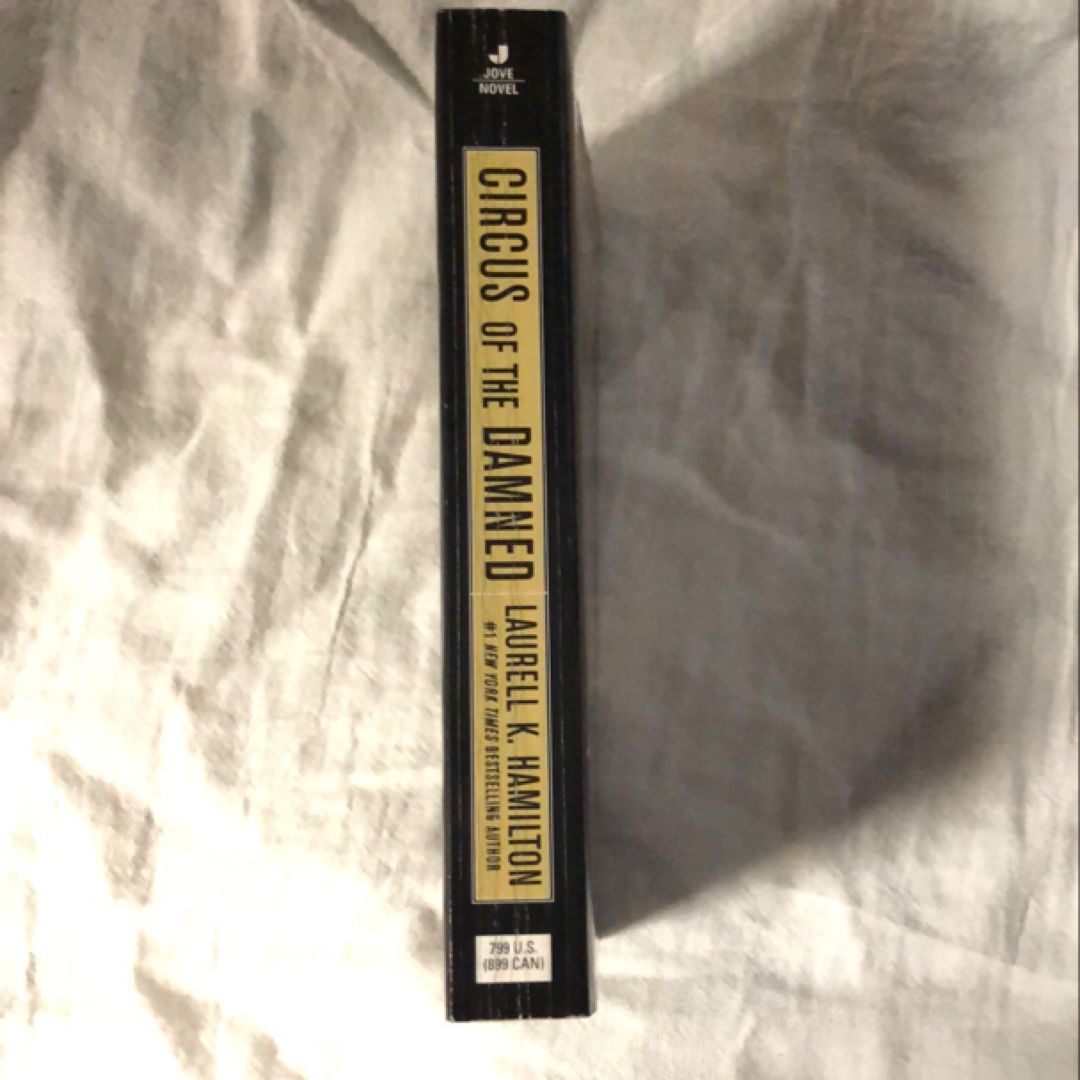 J
JOVE
NOVEL
CIRCUS OF THE DAMNED
LAURELL K. HAMILTON
#1 NEW YORK TIMES BESTSELLING AUTHOR
799 U.S.
(899 CAN)